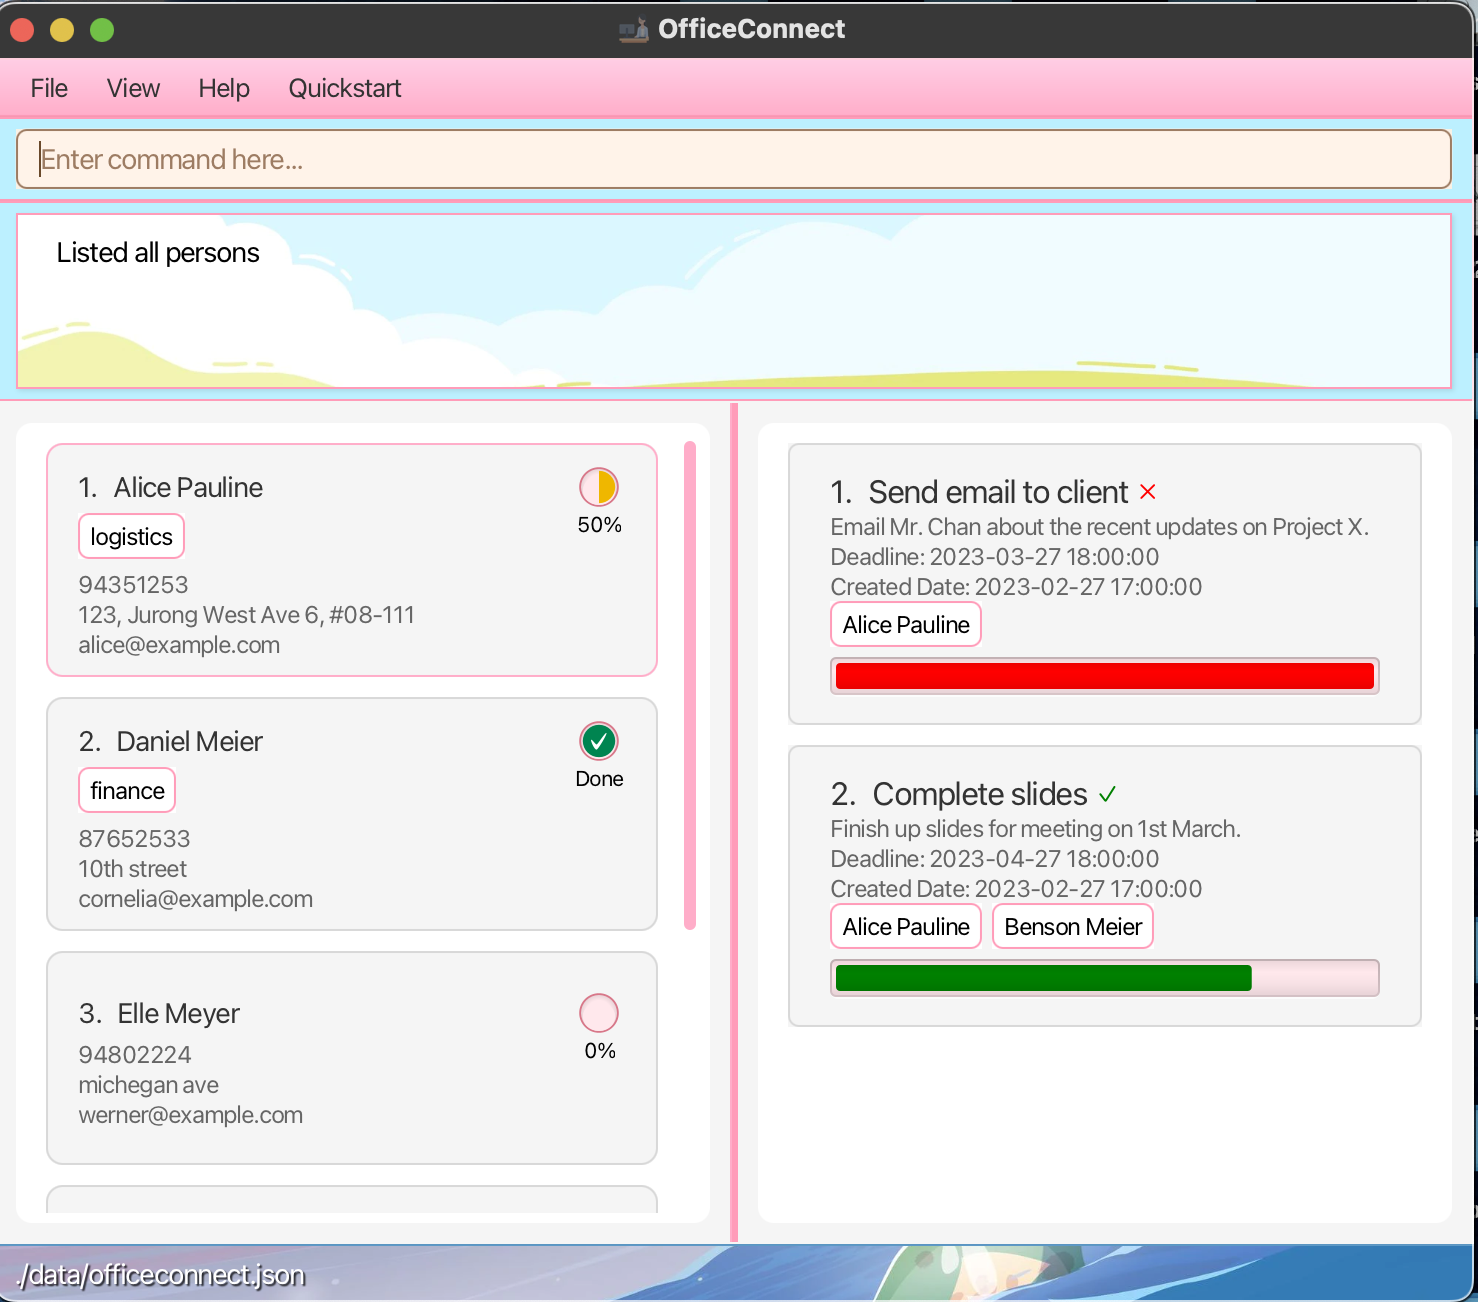 OfficeConnect
File View Help Quickstart
Enter command here...
Listed all persons
1. Alice Pauline
50%
logistics
94351253
123, Jurong West Ave 6, #08-111
alice@example.com
2. Daniel Meier
Done
finance
87652533
10th street
cornelia@example.com
3. Elle Meyer
0%
94802224
michegan ave
werner@example.com
1. Send email to client
Email Mr. Chan about the recent updates on Project X.
Deadline: 2023-03-27 18:00:00
Created Date: 2023-02-27 17:00:00
Alice Pauline
2. Complete slides
Finish up slides for meeting on 1st March.
Deadline: 2023-04-27 18:00:00
Created Date: 2023-02-27 17:00:00
Alice Pauline Benson Meier
./data/officeconnect.json